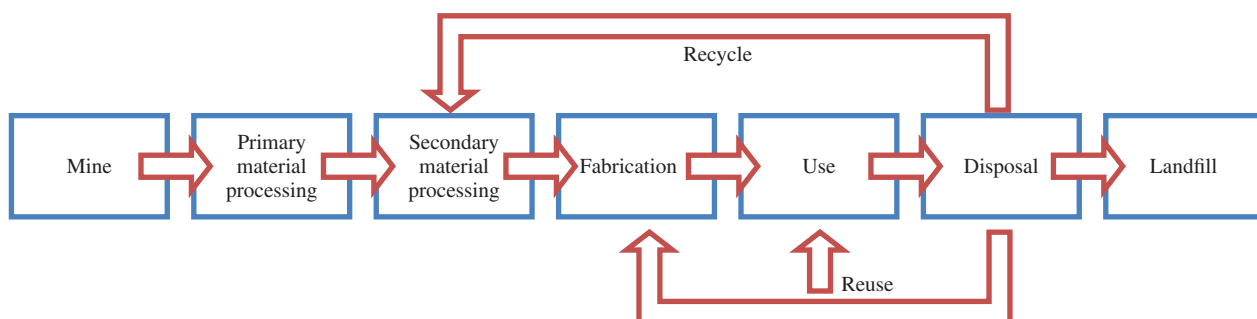 Recycle
Mine
Primary
material
processing
Secondary
material
processing
Fabrication
Use
Disposal
Landfill
Reuse